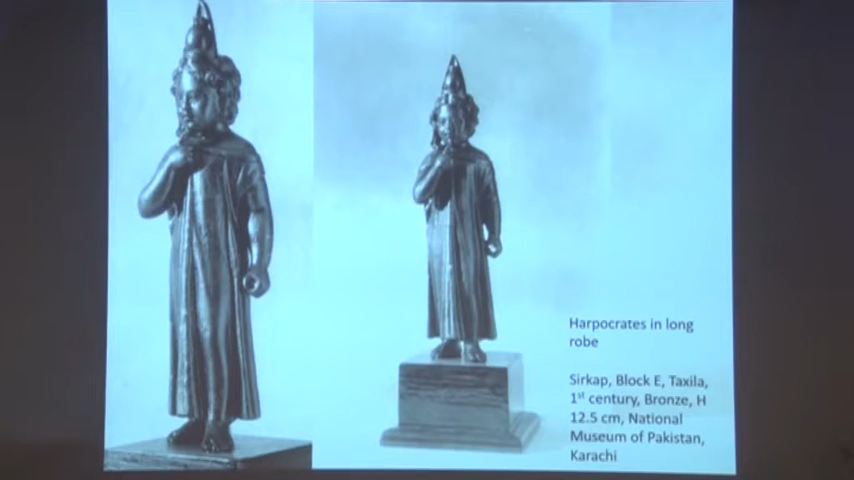 Harpocrates in long
robe
Sirkap, Block E, Taxila,
1st century, Bronze, H
12.5 cm, National
Museum of Pakistan,
Karachi